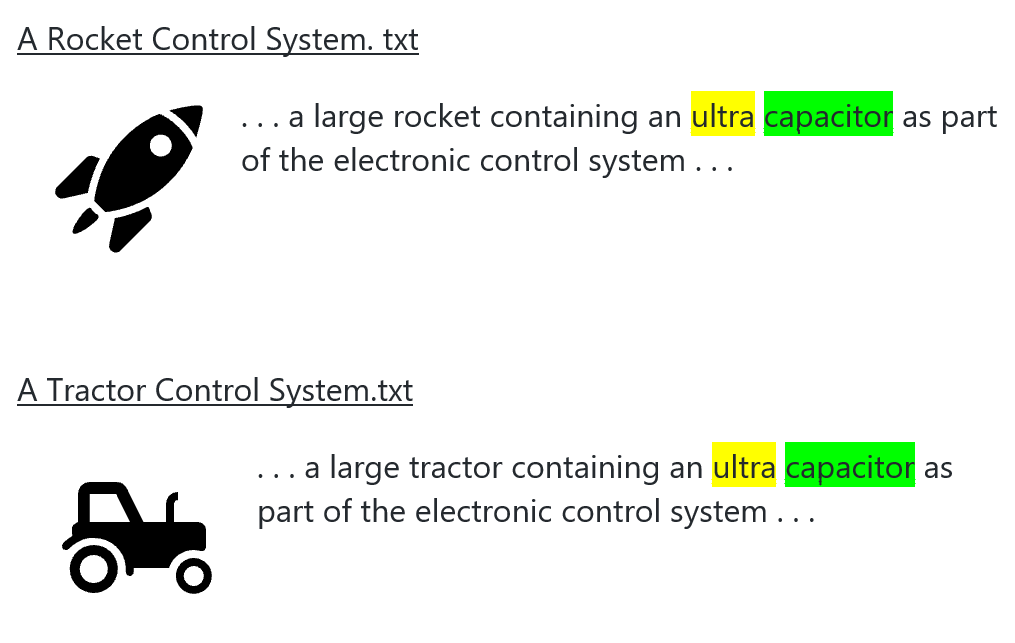 A Rocket Control System. txt
. . . a large rocket containing an ultra capacitor as part
of the electronic control system . . .
A Tractor Control System.txt
. . . a large tractor containing an ultra capacitor as
part of the electronic control system . . .